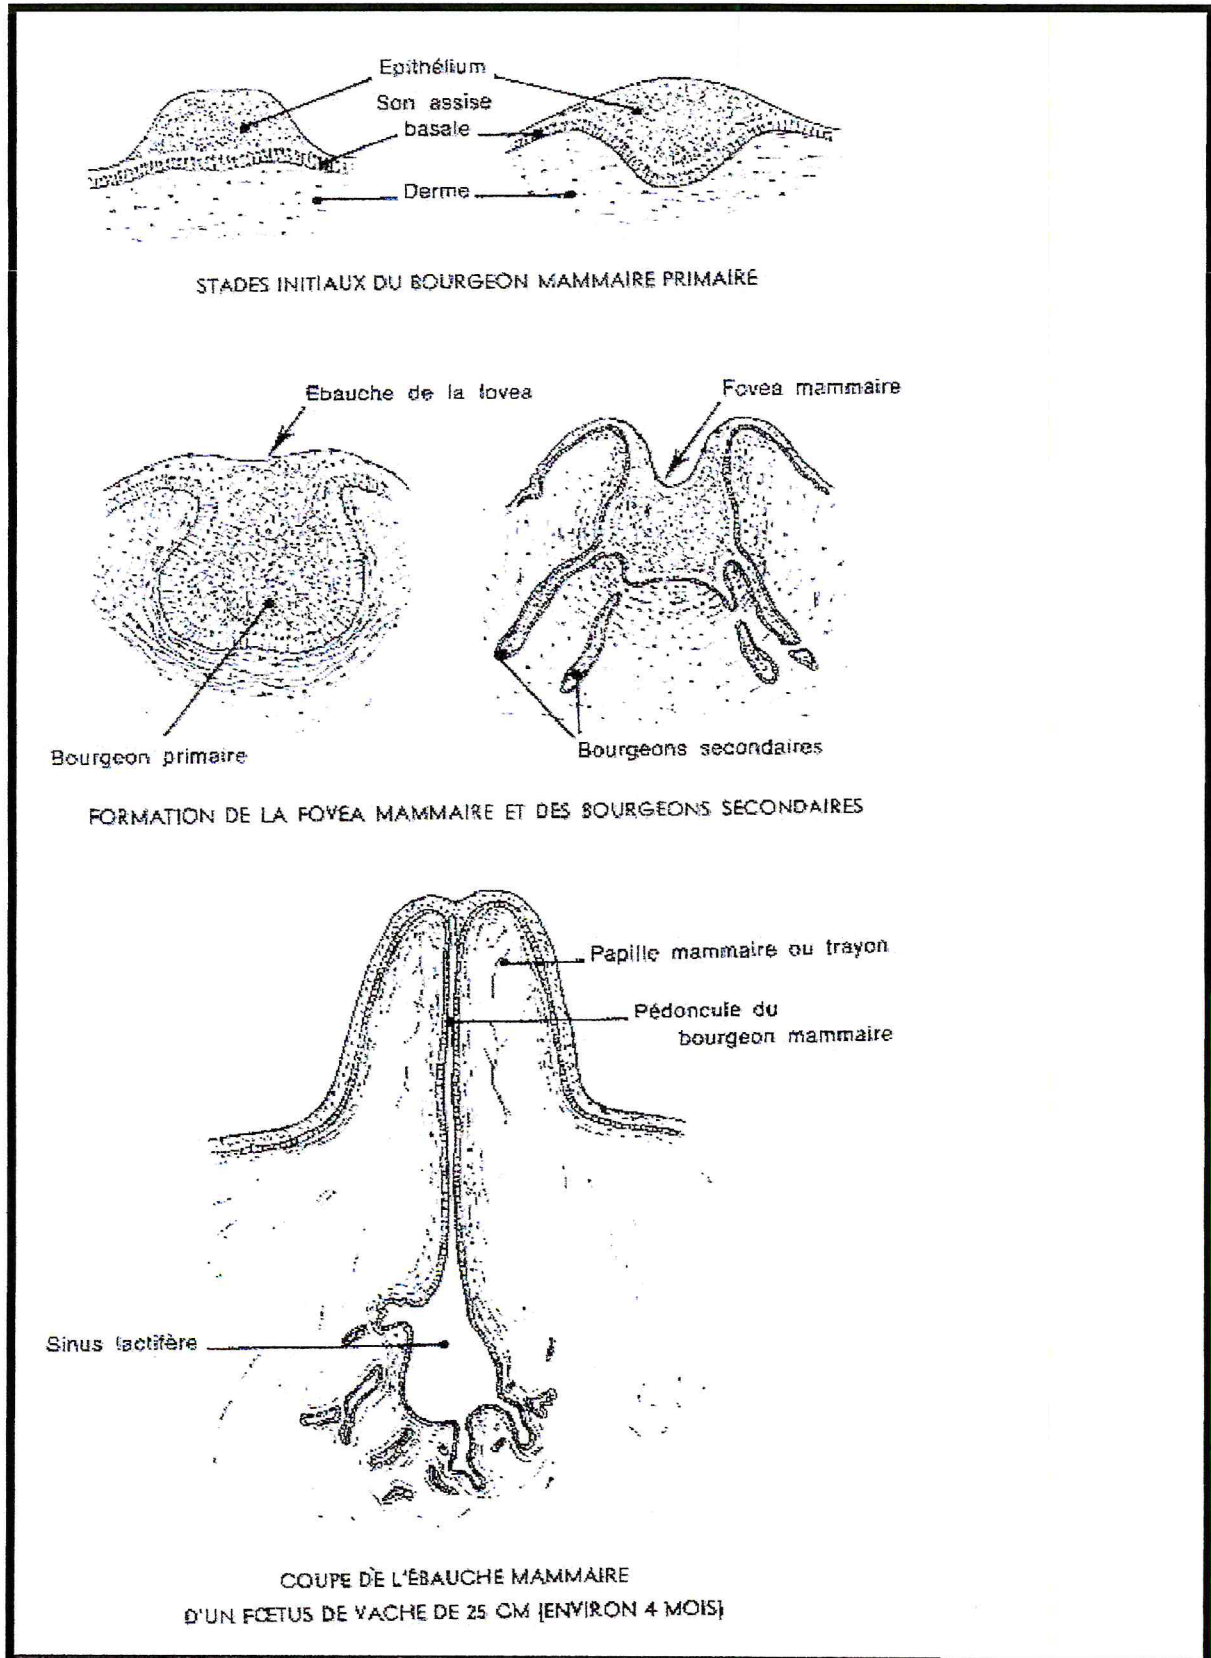 Epithélium
Son assise
basale
Derme
STADES INITIAUX DU BOURGEON MAMMAIRE PRIMAIRE
Ebauche de la fovea
Fovea mammaire
Bourgeon primaire
Bourgeons secondaires
FORMATION DE LA FOVEA MAMMAIRE ET DES BOURGEONS SECONDAIRES
Papille mammaire ou trayon
Pédoncule du
bourgeon mammaire
Sinus lactifère
COUPE DE L'ÉBAUCHE MAMMAIRE
D'UN FŒTUS DE VACHE DE 25 CM (ENVIRON 4 MOIS)